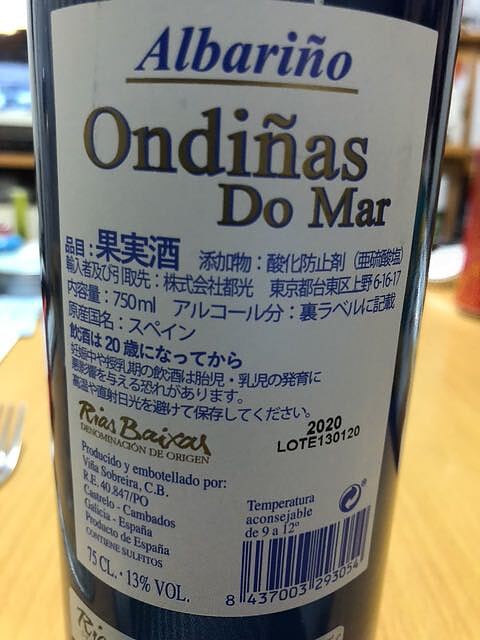 Albariño
Ondiñas
Do Mar
品目：果実酒 添加物：酸化防止剤（亜硫酸塩）
輸入者及び引取先：株式会社都光 東京都台東区上野6-16-17
内容量：750ml アルコール分：裏ラベルに記載
原産国名：スペイン
飲酒は20歳になってから
妊娠中や授乳期の飲酒は胎児・乳児の発育に
悪影響を与える恐れがあります。
高温や直射日光を避けて保存してください。
Rías Baixas
DENOMINACIÓN DE ORIGEN
2020
LOTE130120
Producido y embotellado por:
Viña Sobreira, C.B.
R.E. 40.847/PO
Castrelo - Cambados
Galicia - España
Producto de España
CONTIENE SULFITOS
75 CL. · 13% VOL.
Temperatura
aconsejable
de 9 a 12º
8 437003 293054
Rías